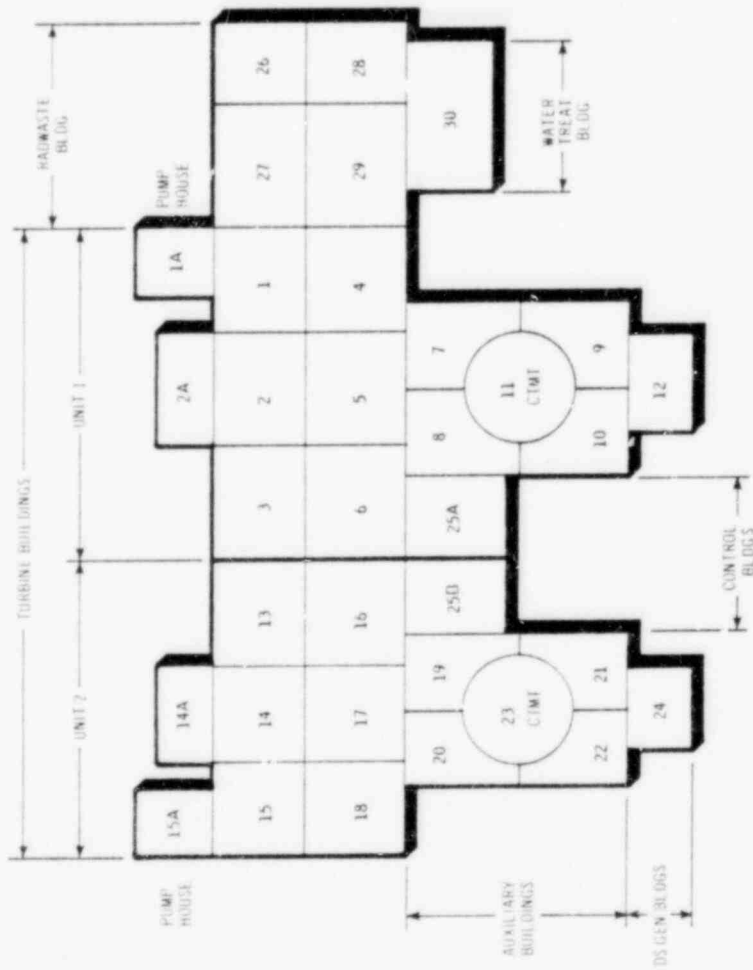 TURBINE BUILDINGS
UNIT 2
UNIT 1
RADWASTE
BLDG
PUMP
HOUSE
PUMP
HOUSE
15A
14A
2A
1A
15
14
13
3
2
1
27
26
18
17
16
6
5
4
29
28
20
19
25B
25A
8
7
30
23
CTMT
11
CTMT
22
21
10
9
24
12
AUXILIARY
BUILDINGS
DS GEN BLDGS
CONTROL
BLDGS
WATER
TREAT
BLDG